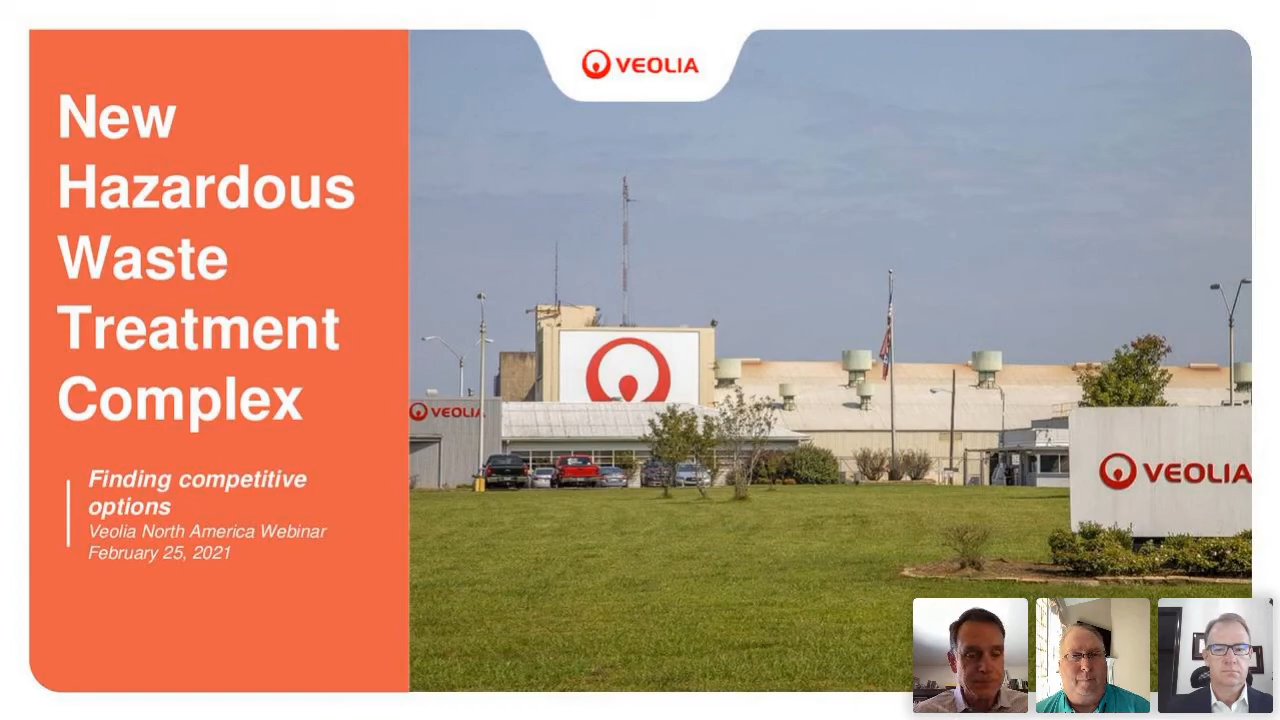 VEOLIA
New
Hazardous
Waste
Treatment
Complex
Finding competitive
options
Veolia North America Webinar
February 25, 2021
VEOLIA
VEOLIA